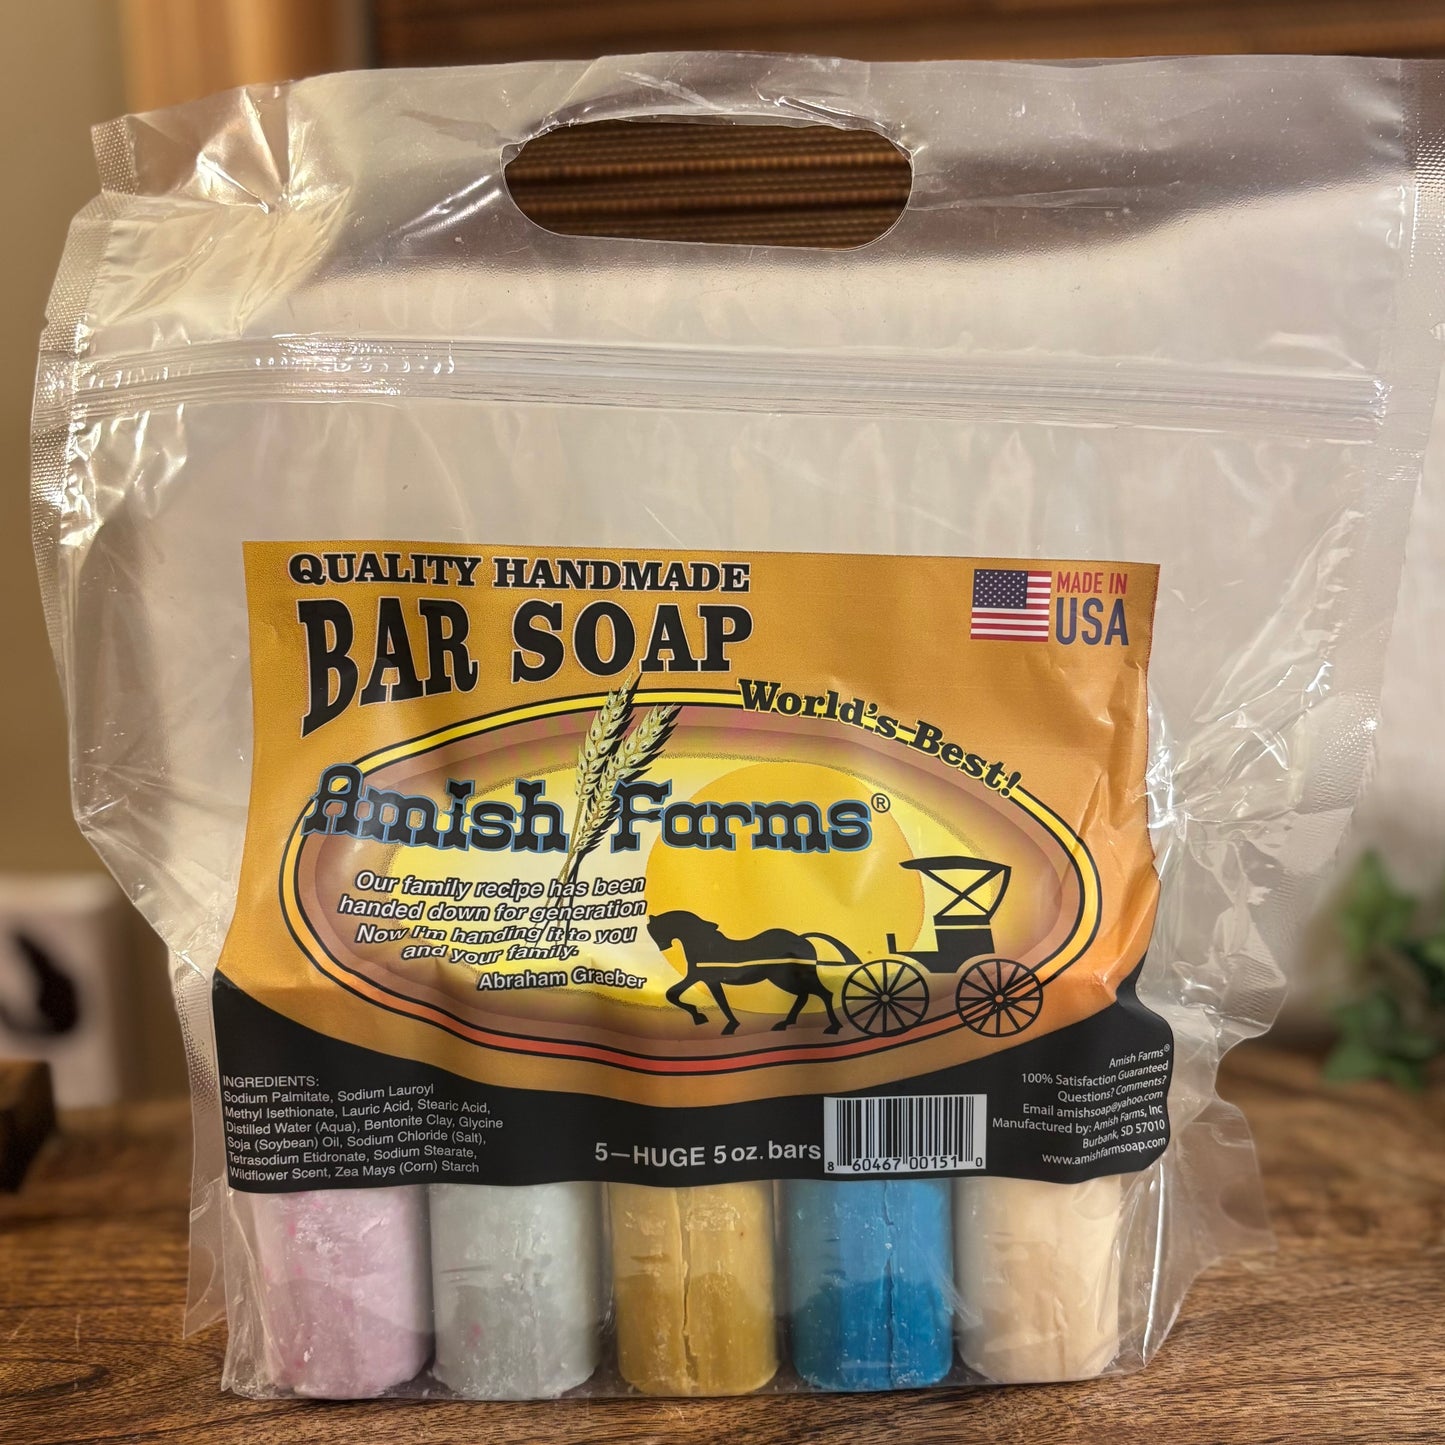 QUALITY HANDMADE
BAR SOAP
MADE IN
USA
World's Best!
Amish Farms®
Our family recipe has been
handed down for generation
Now I'm handing it to you
and your family.
Abraham Graeber
INGREDIENTS:
Sodium Palmitate, Sodium Lauroyl
Methyl Isethionate, Lauric Acid, Stearic Acid,
Distilled Water (Aqua), Bentonite Clay, Glycine
Soja (Soybean) Oil, Sodium Chloride (Salt),
Tetrasodium Etidronate, Sodium Stearate,
Wildflower Scent, Zea Mays (Corn) Starch
5—HUGE 5 oz. bars
8 60467 00151 0
Amish Farms®
100% Satisfaction Guaranteed
Questions? Comments?
Email amishsoap@yahoo.com
Manufactured by: Amish Farms, Inc
Burbank, SD 57010
www.amishfarmsoap.com